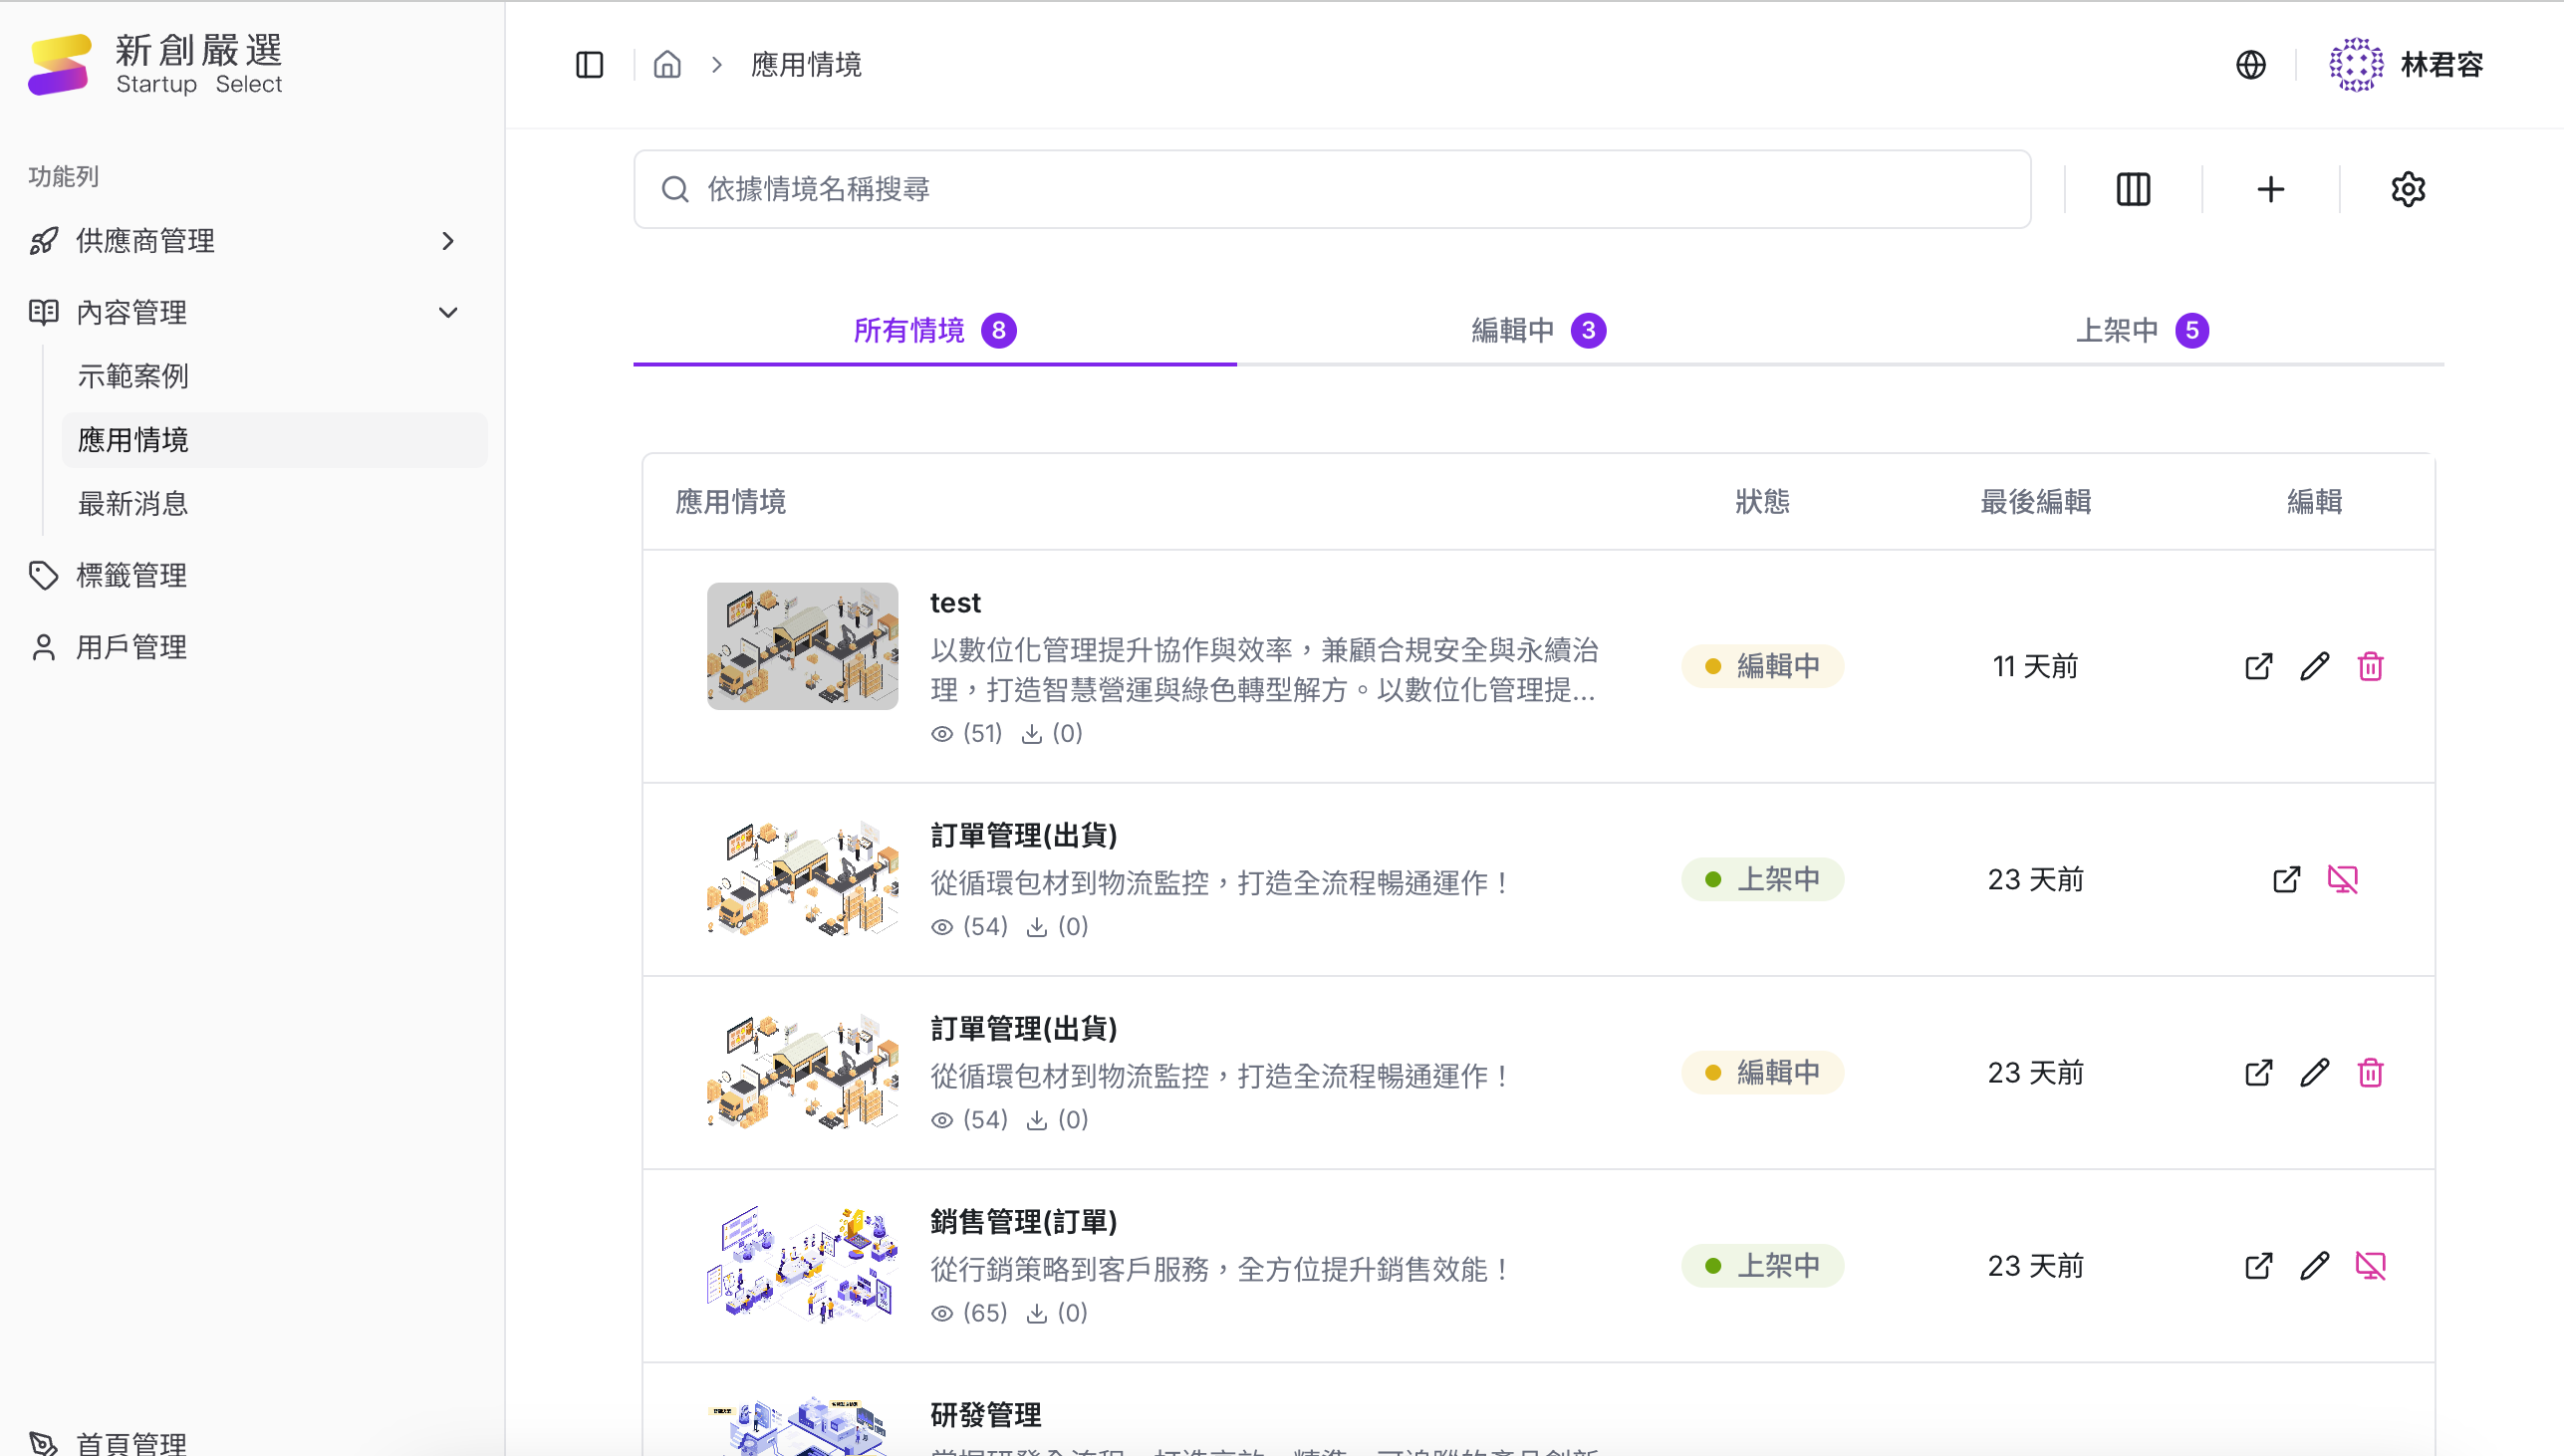 新創嚴選
Startup Select
功能列
供應商管理
內容管理
示範案例
應用情境
最新消息
標籤管理
用戶管理
首頁管理
應用情境
林君容
依據情境名稱搜尋
所有情境 8
編輯中 3
上架中 5
應用情境 狀態 最後編輯 編輯
test
以數位化管理提升協作與效率，兼顧合規安全與永續治
理，打造智慧營運與綠色轉型解方。以數位化管理提...
(51) (0)
編輯中
11 天前
訂單管理(出貨)
從循環包材到物流監控，打造全流程暢通運作！
(54) (0)
上架中
23 天前
訂單管理(出貨)
從循環包材到物流監控，打造全流程暢通運作！
(54) (0)
編輯中
23 天前
銷售管理(訂單)
從行銷策略到客戶服務，全方位提升銷售效能！
(65) (0)
上架中
23 天前
研發管理